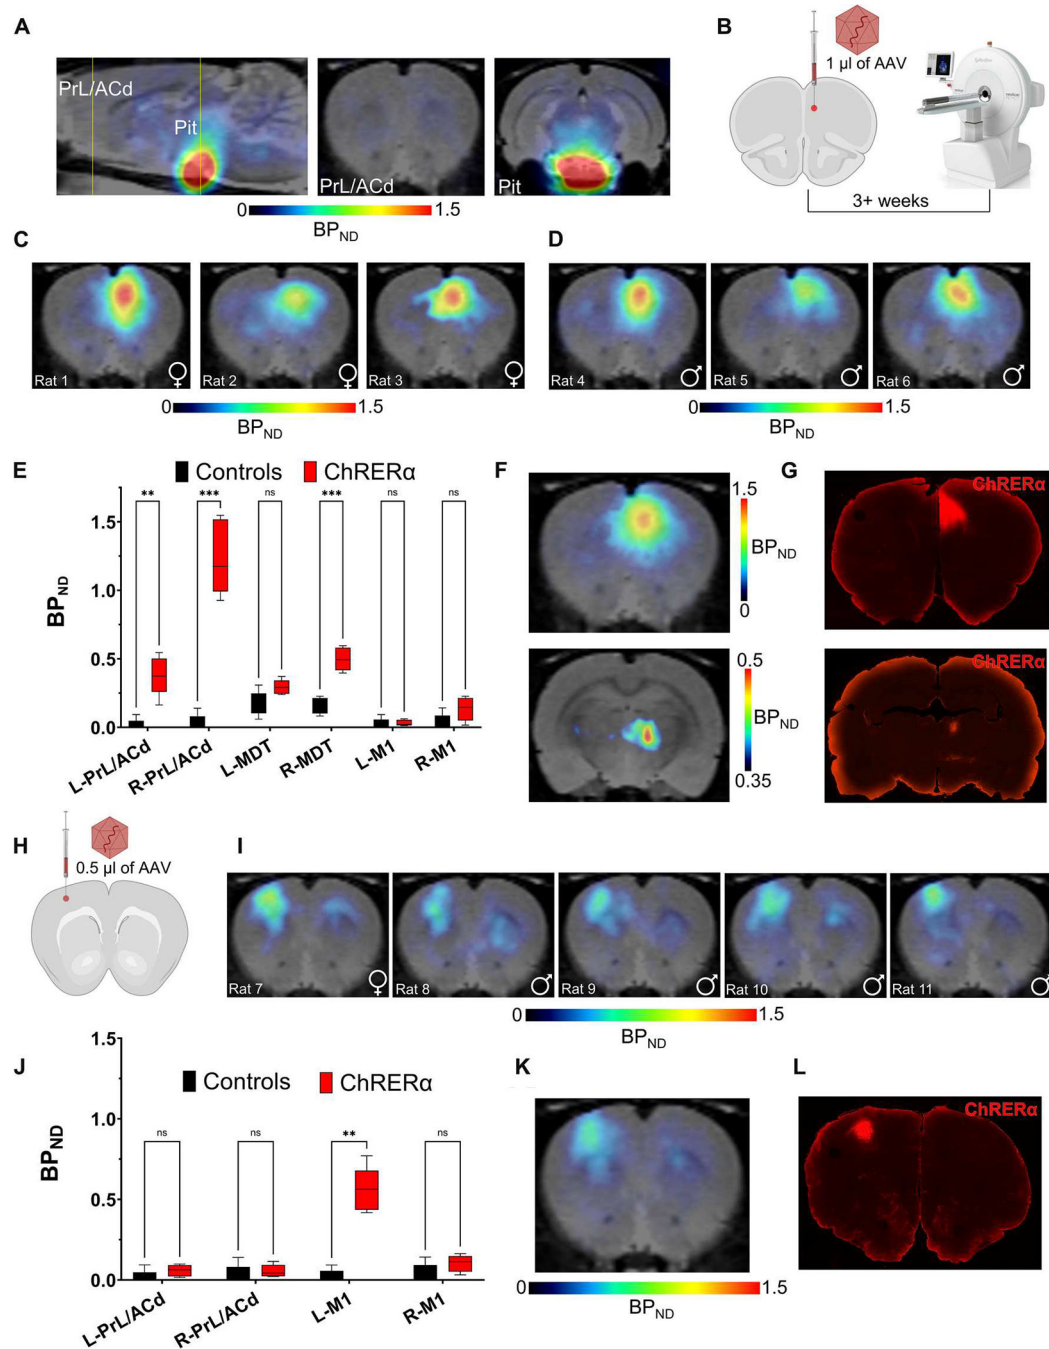 A
PrL/ACd
Pit
PrL/ACd
Pit
0
1.5
BPND
B
1 µl of AAV
3+ weeks
C
Rat 1
♀
Rat 2
♀
Rat 3
♀
0
1.5
BPND
D
Rat 4
♂
Rat 5
♂
Rat 6
♂
0
1.5
BPND
E
Controls
ChRERα
**
***
ns
***
ns
ns
1.5
1.0
0.5
0.0
BPND
L-PrL/ACd
R-PrL/ACd
L-MDT
R-MDT
L-M1
R-M1
F
1.5
BPND
0
0.5
BPND
0.35
G
ChRERα
ChRERα
H
0.5 µl of AAV
I
Rat 7
♀
Rat 8
♂
Rat 9
♂
Rat 10
♂
Rat 11
♂
0
1.5
BPND
J
Controls
ChRERα
ns
ns
**
ns
1.5
1.0
0.5
0.0
BPND
L-PrL/ACd
R-PrL/ACd
L-M1
R-M1
K
0
1.5
BPND
L
ChRERα